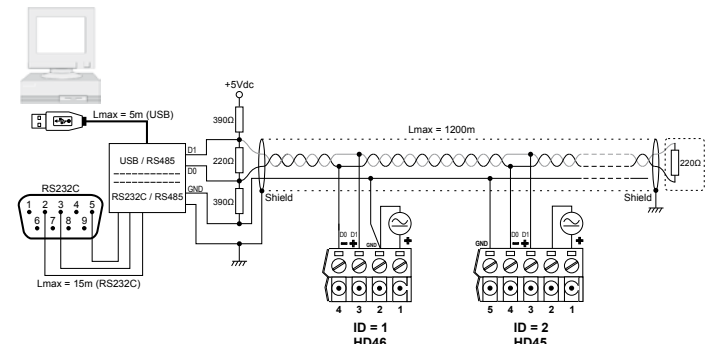 +5Vdc
Lmax = 5m (USB)
390Ω
Lmax = 1200m
D1
USB / RS485
220Ω
D0
220Ω
RS232C
GND
RS232C / RS485
390Ω
Shield
Shield
1 2 3 4 5
6 7 8 9
D0 D1
D0 D1
– +
GND
+
GND
– +
+
Lmax = 15m (RS232C)
4 3 2 1
5 4 3 2 1
ID = 1
ID = 2
HD46
HD45